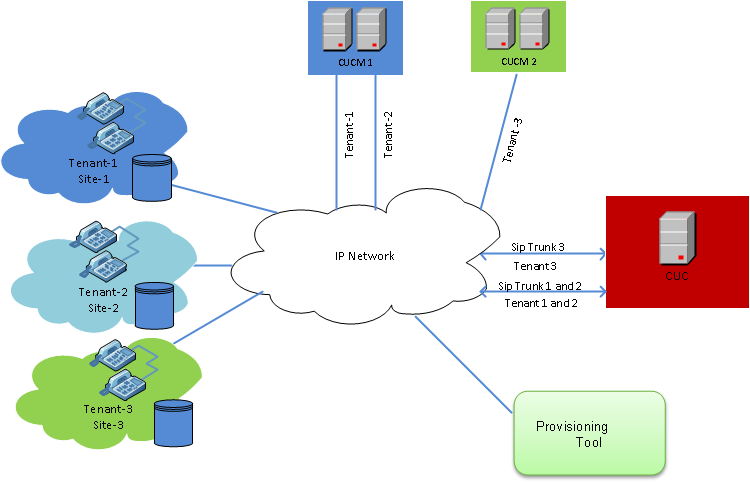 CUCM 1
CUCM 2
Tenant-1
Tenant-2
Tenant -3
Tenant-1
Site-1
Tenant-2
Site-2
Tenant-3
Site-3
IP Network
Sip Trunk 3
Tenant 3
Sip Trunk 1 and 2
Tenant 1 and 2
CUC
Provisioning
Tool